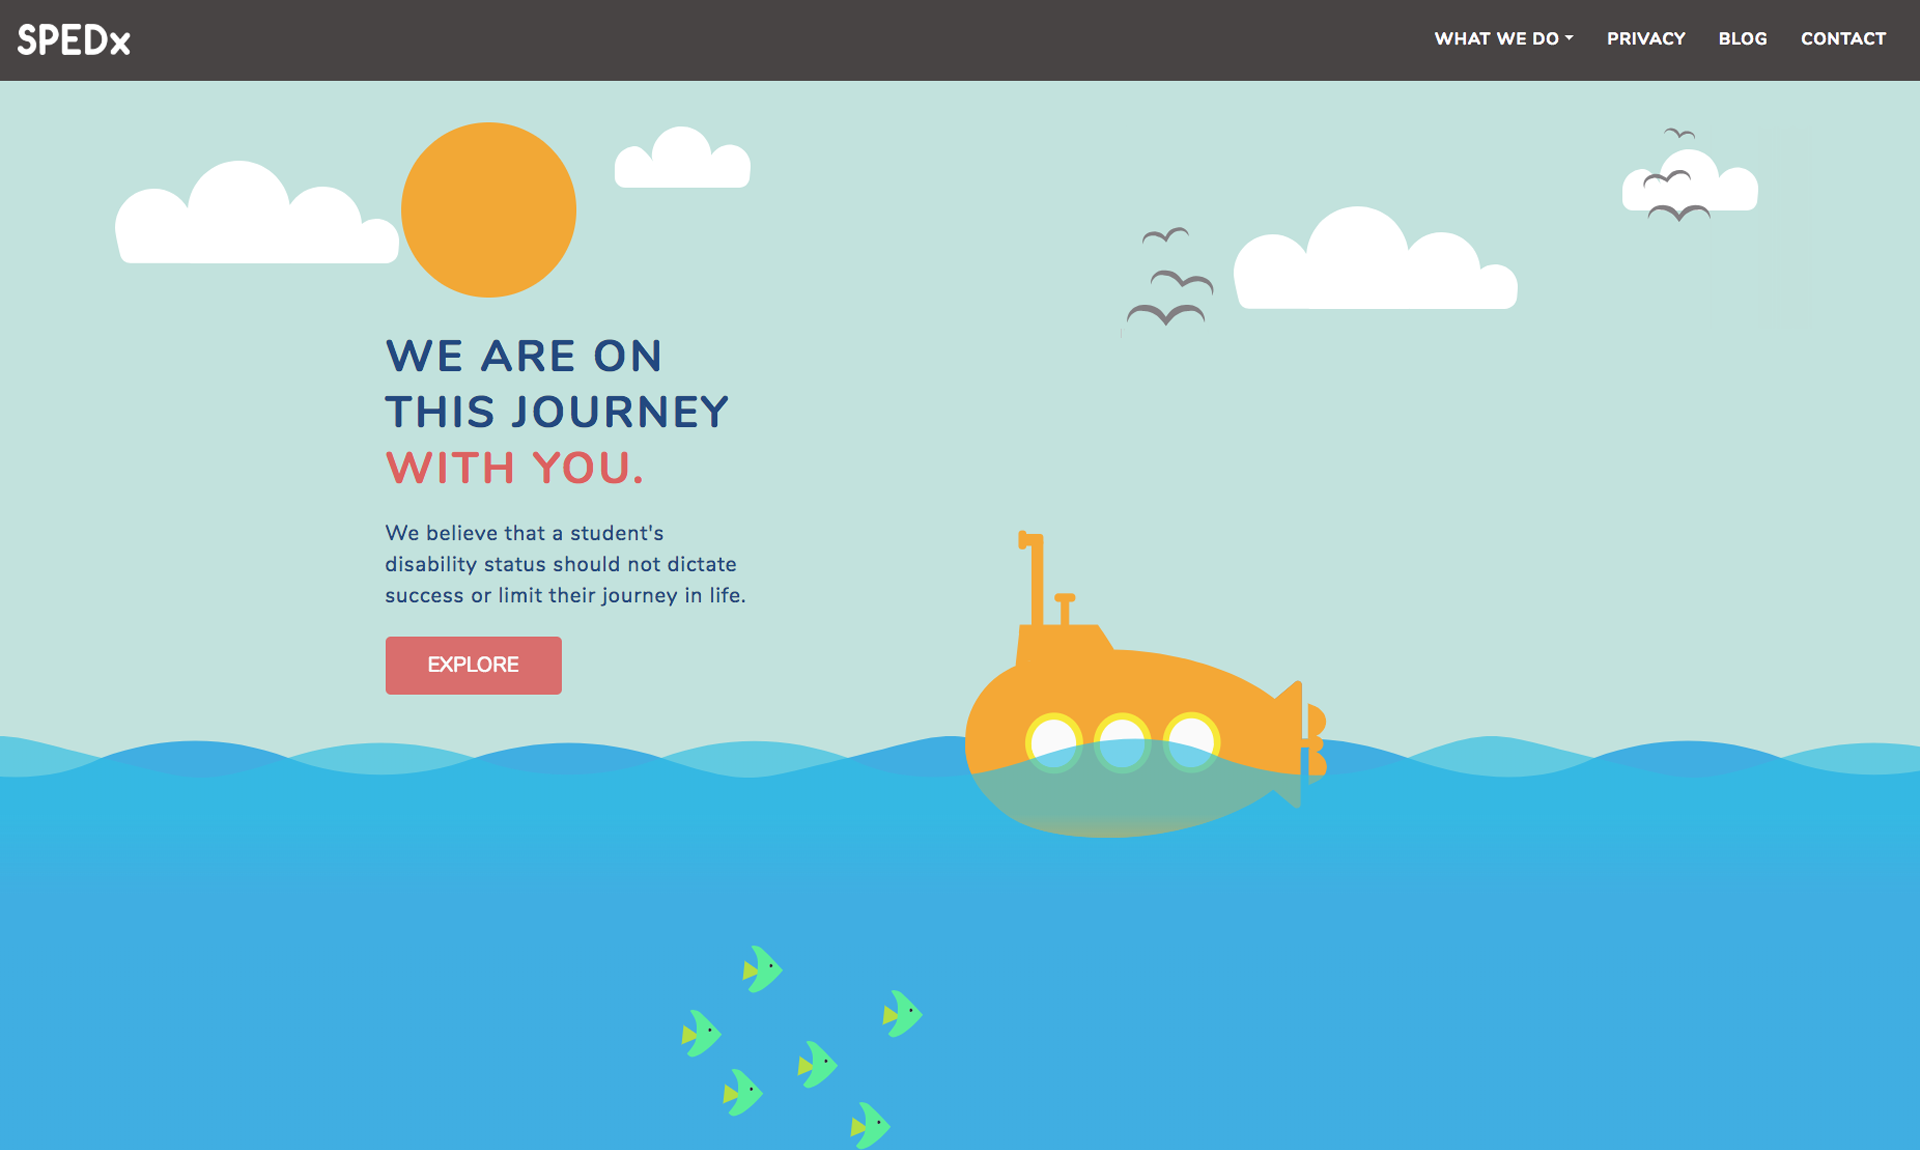 SPEDx
WHAT WE DO PRIVACY BLOG CONTACT
WE ARE ON
THIS JOURNEY
WITH YOU.
We believe that a student's
disability status should not dictate
success or limit their journey in life.
EXPLORE